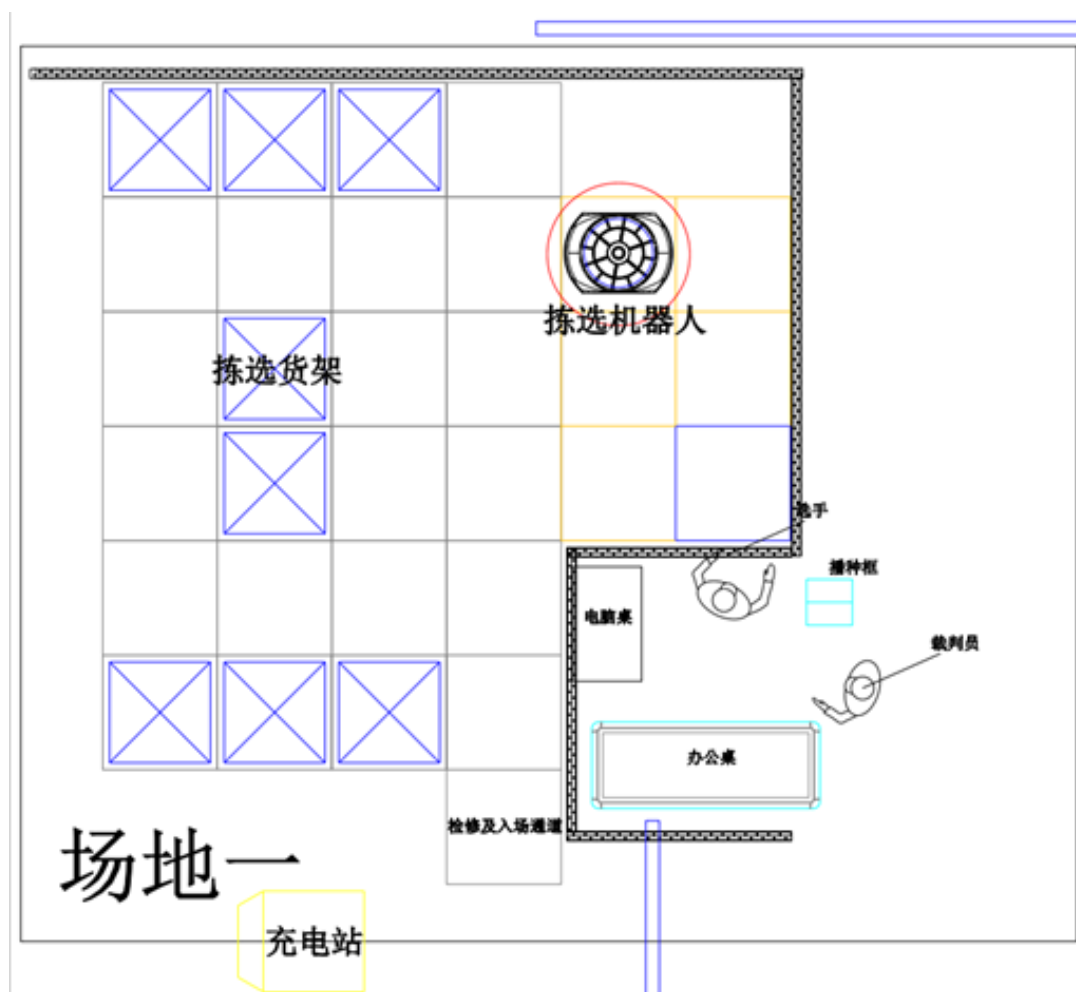 拣选机器人
拣选货架
选手
播种框
电脑桌
裁判员
办公桌
检修及入场通道
场地一
充电站